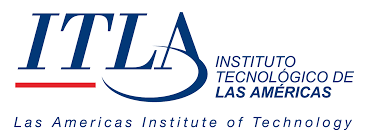 ITLA
INSTITUTO
TECNOLÓGICO DE
LAS AMÉRICAS
Las Americas Institute of Technology